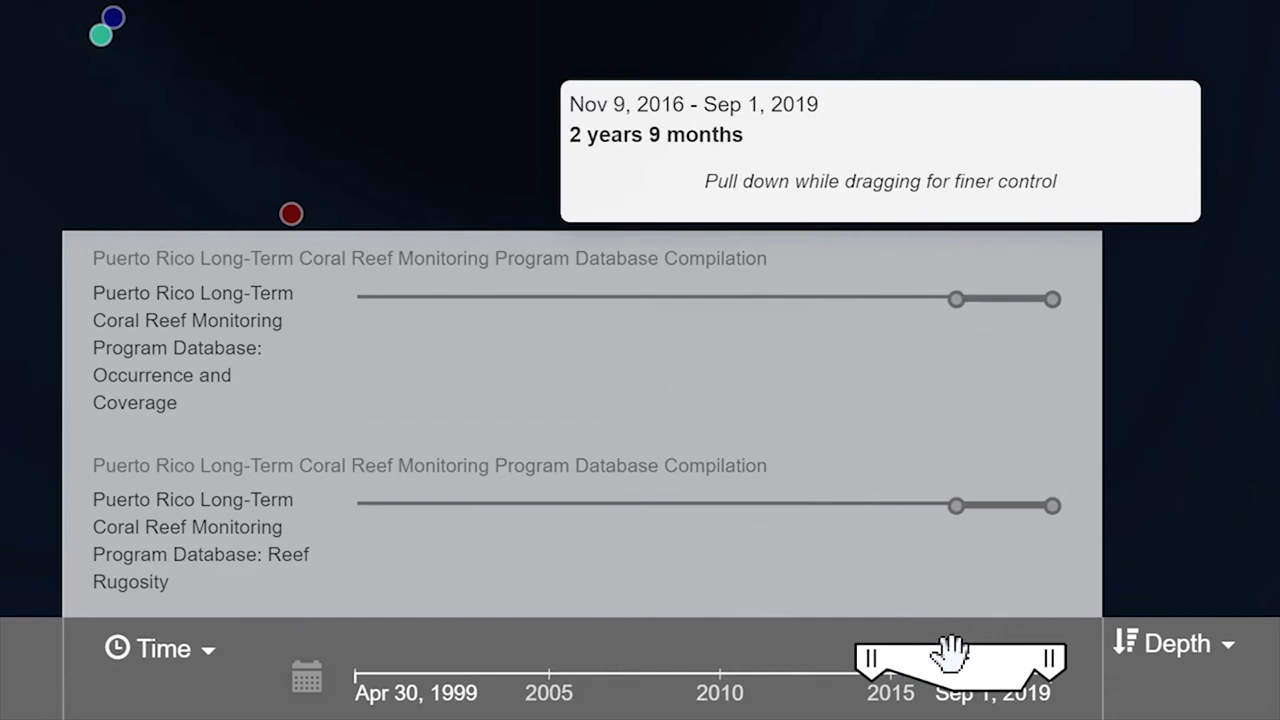 Nov 9, 2016 - Sep 1, 2019
2 years 9 months
Pull down while dragging for finer control
Puerto Rico Long-Term Coral Reef Monitoring Program Database Compilation
Puerto Rico Long-Term
Coral Reef Monitoring
Program Database:
Occurrence and
Coverage
Puerto Rico Long-Term Coral Reef Monitoring Program Database Compilation
Puerto Rico Long-Term
Coral Reef Monitoring
Program Database: Reef
Rugosity
Time
Depth
Apr 30, 1999 2005 2010 2015 Sep 1, 2019